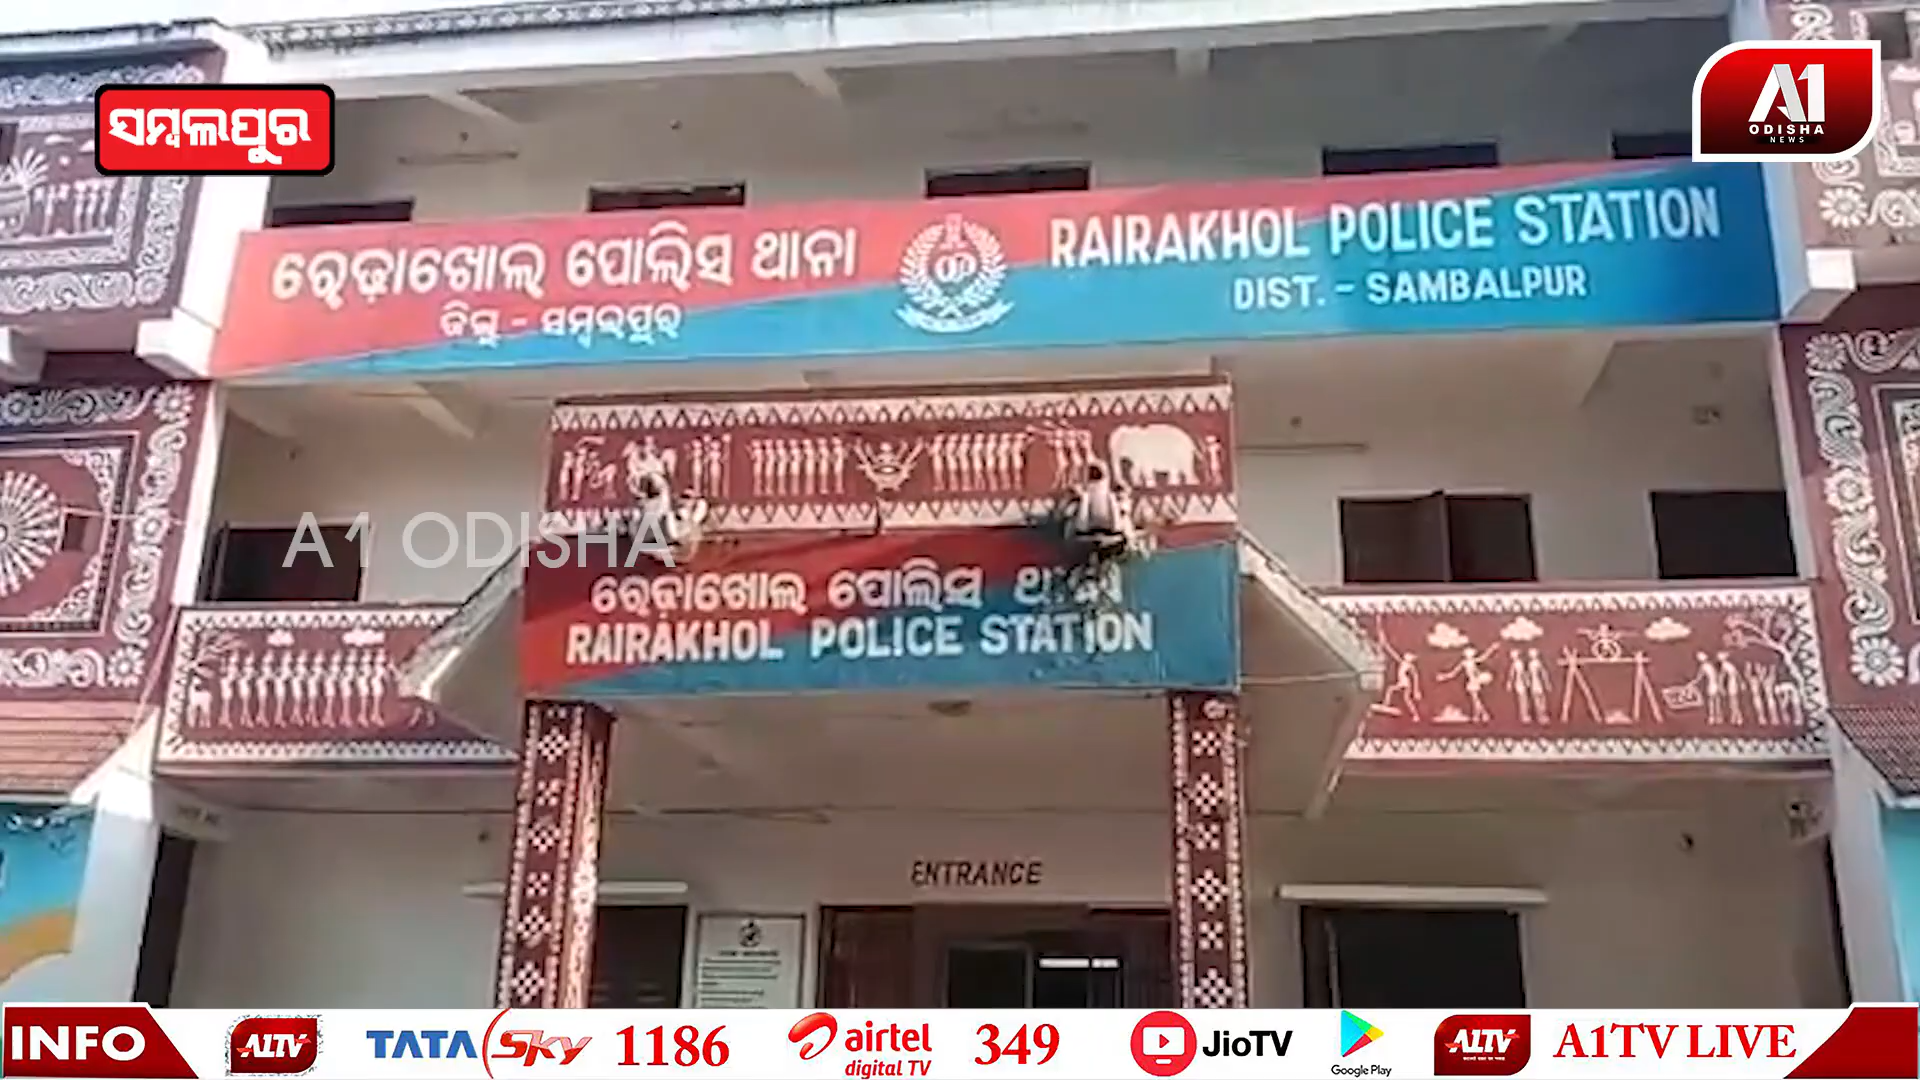 ସମ୍ବଲପୁର
A1
ODISHA
NEWS
ରେଢ଼ାଖୋଲ ପୋଲିସ ଥାନା
ଜିଲ୍ଲା - ସମ୍ବଲପୁର
OP
RAIRAKHOL POLICE STATION
DIST. - SAMBALPUR
A1 ODISHA
ରେଢ଼ାଖୋଲ ପୋଲିସ ଥାନା
RAIRAKHOL POLICE STATION
ENTRANCE
INFO
A1TV
TATA Sky 1186
airtel digital TV 349
JioTV
Google Play
A1TV
A1TV LIVE